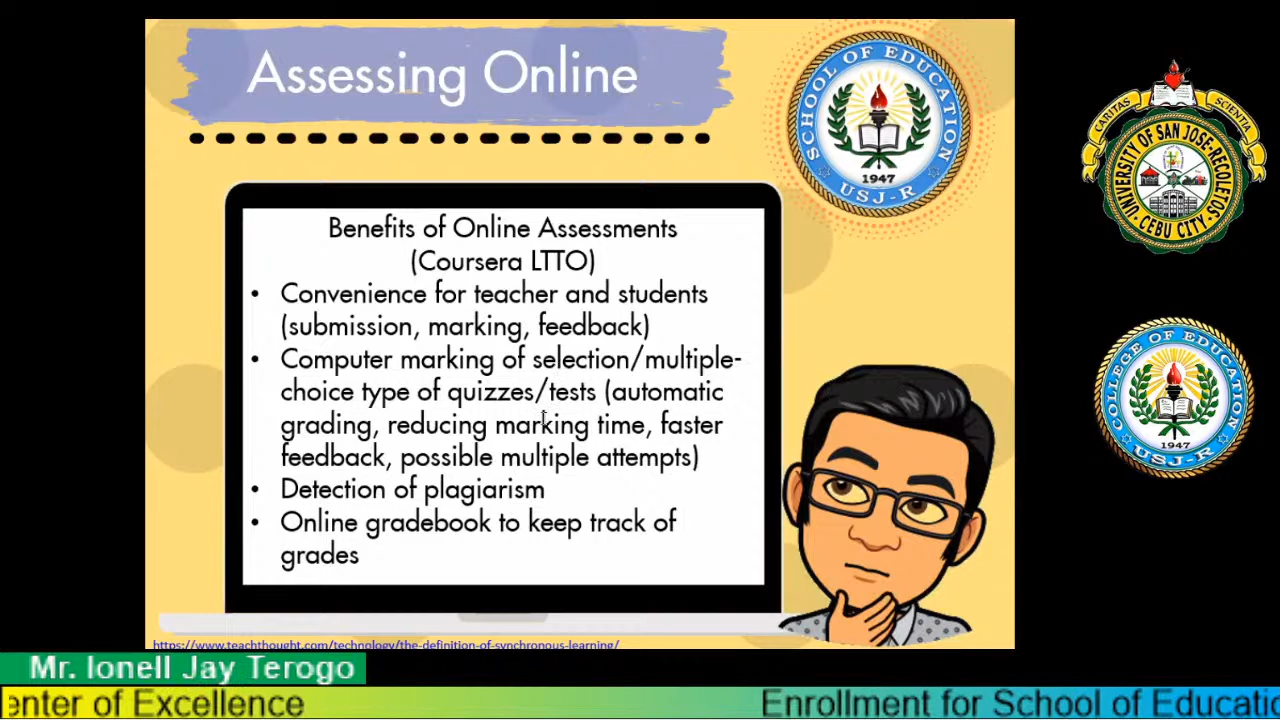 Assessing Online
SCHOOL OF EDUCATION
1947
USJ-R
CARITAS
SCIENTIA
UNIVERSITY OF SAN JOSE-RECOLETOS
CEBU CITY
Benefits of Online Assessments
(Coursera LTTO)
• Convenience for teacher and students
(submission, marking, feedback)
• Computer marking of selection/multiple-
choice type of quizzes/tests (automatic
grading, reducing marking time, faster
feedback, possible multiple attempts)
• Detection of plagiarism
• Online gradebook to keep track of
grades
COLLEGE OF EDUCATION
1947
USJ-R
https://www.teachthought.com/technology/the-definition-of-synchronous-learning/
Mr. Ionell Jay Terogo
enter of Excellence
Enrollment for School of Educatio